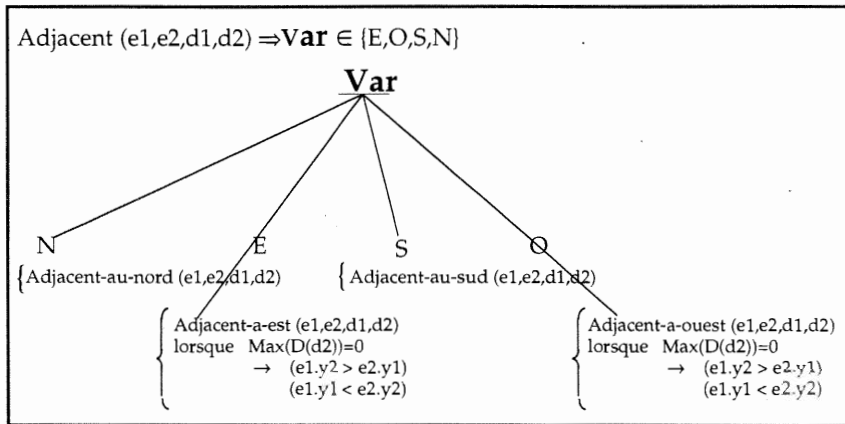 Adjacent (e1,e2,d1,d2) ⇒Var ∈ {E,O,S,N}
Var
N E S O
{Adjacent-au-nord (e1,e2,d1,d2) {Adjacent-au-sud (e1,e2,d1,d2)
Adjacent-a-est (e1,e2,d1,d2)
lorsque Max(D(d2))=0
→ (e1.y2 > e2.y1)
(e1.y1 < e2.y2)
Adjacent-a-ouest (e1,e2,d1,d2)
lorsque Max(D(d2))=0
→ (e1.y2 > e2.y1)
(e1.y1 < e2.y2)